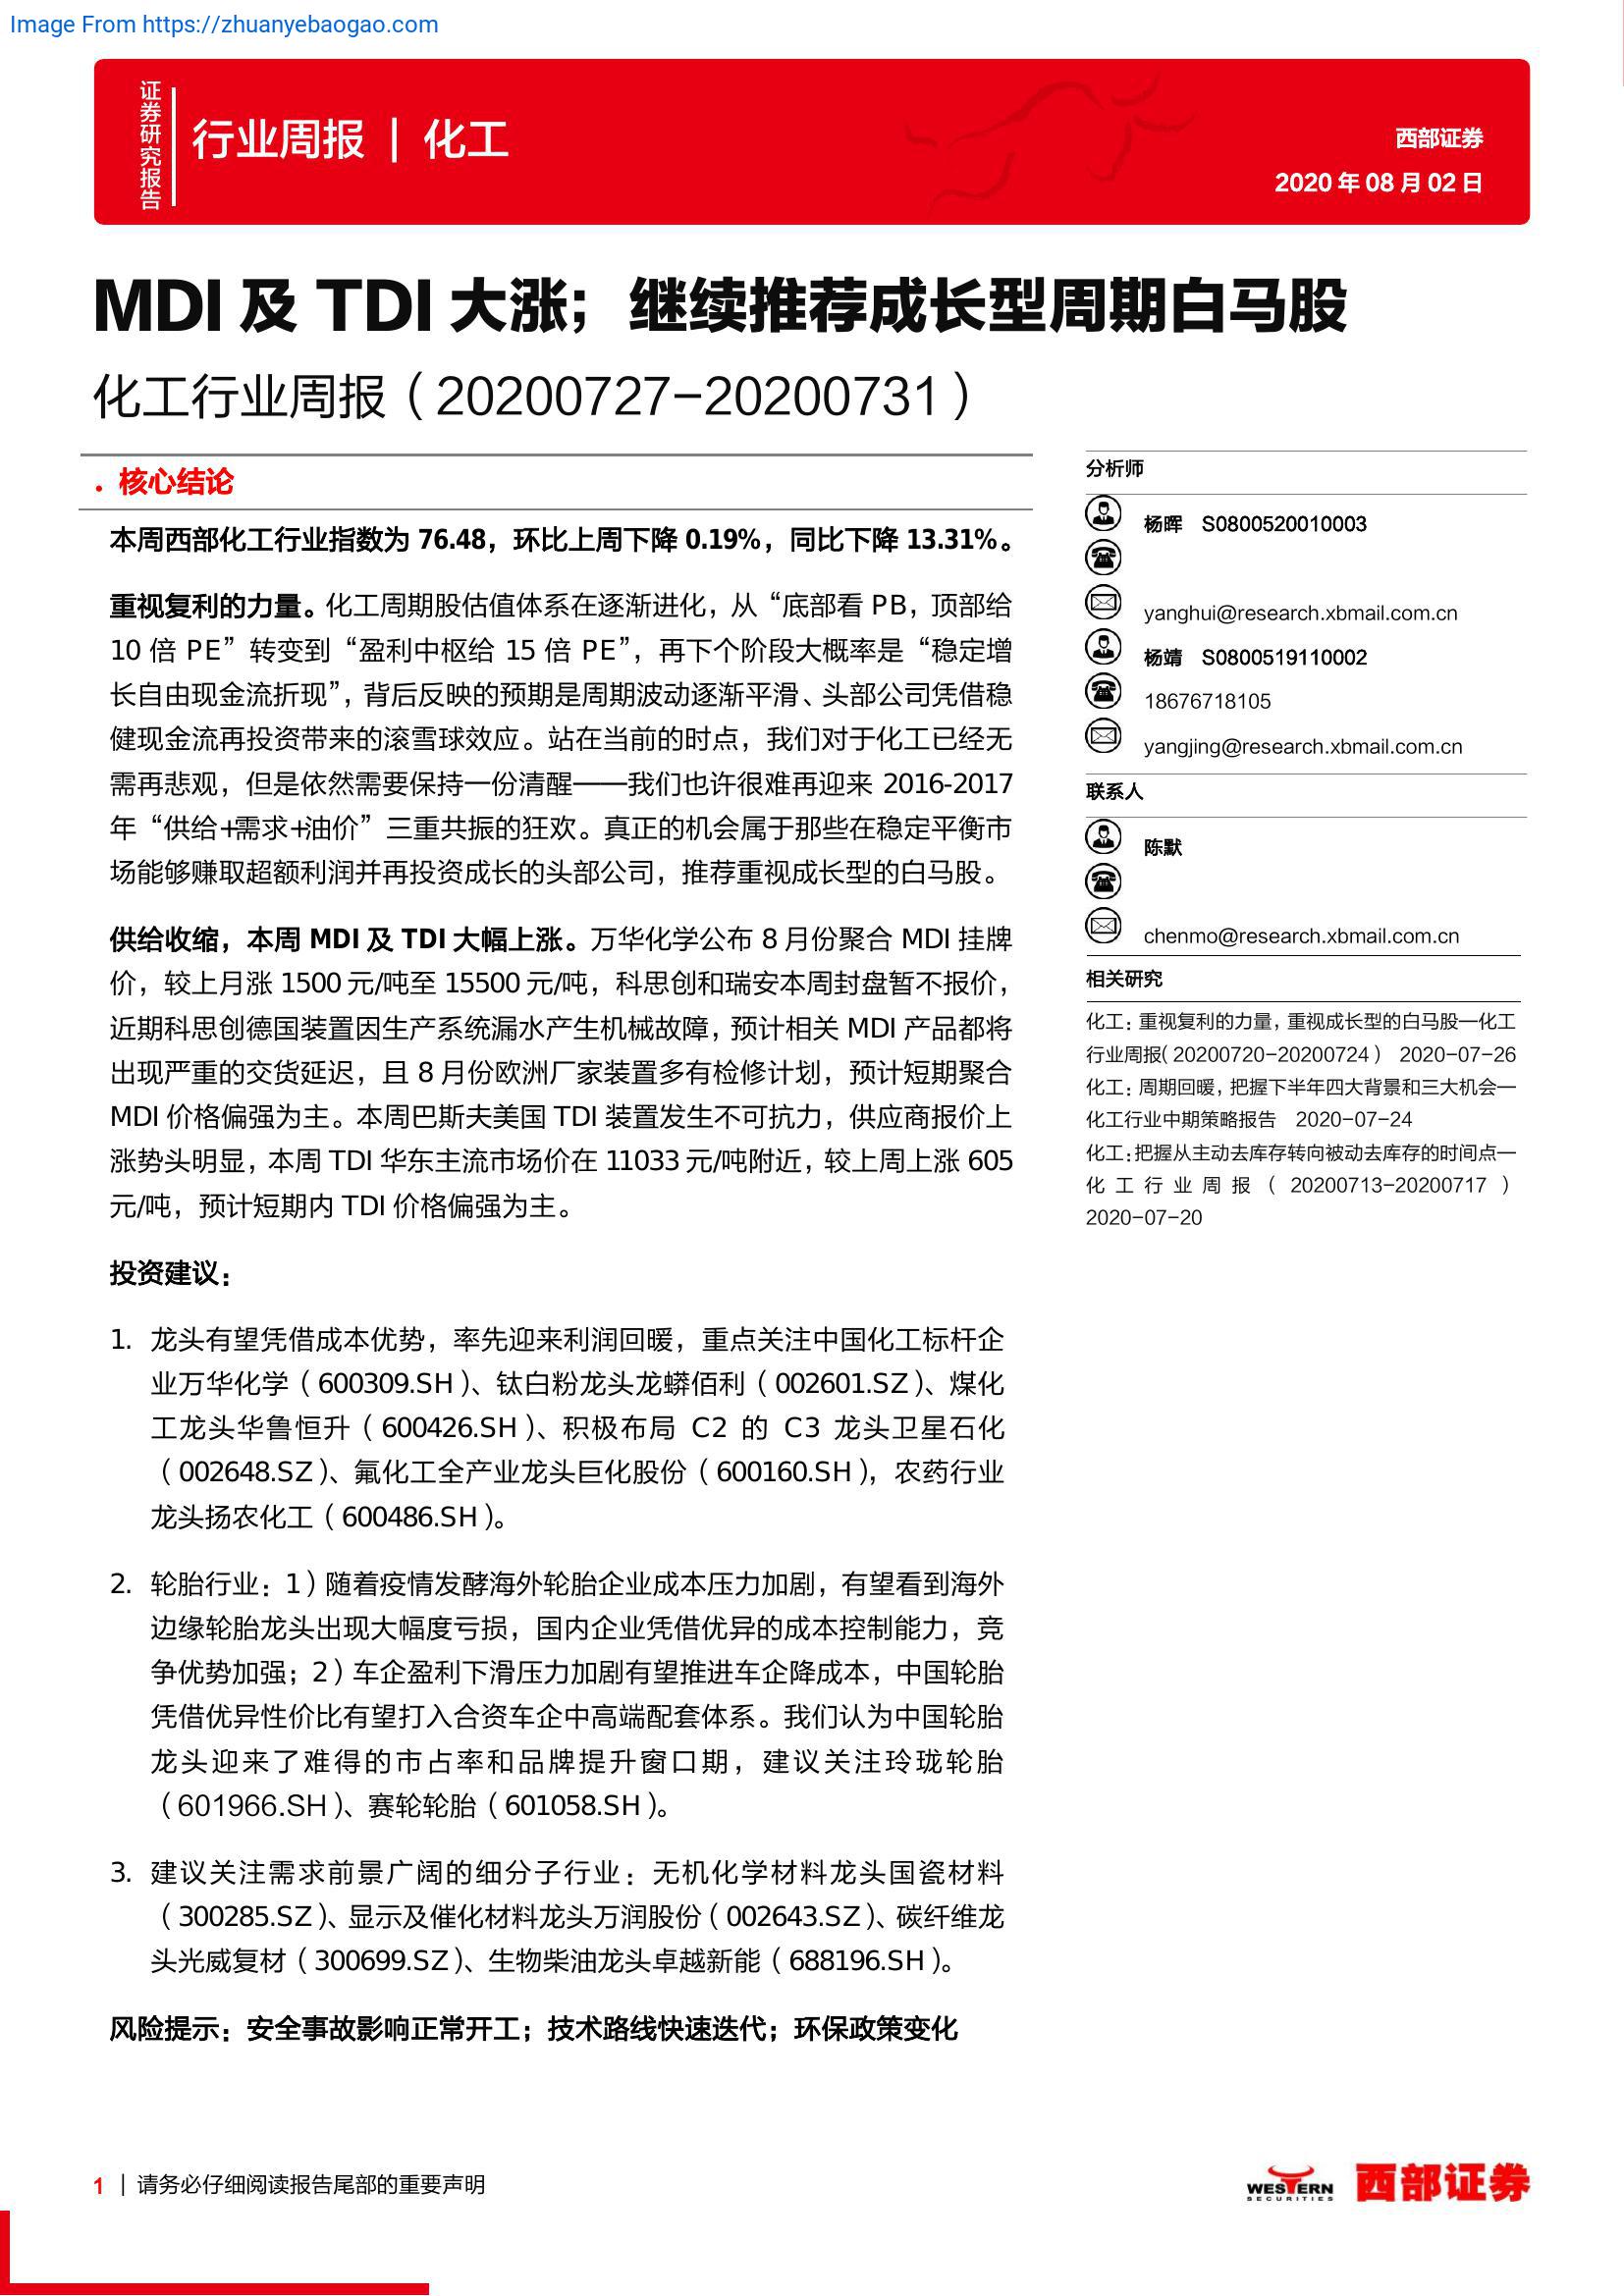 Image From https://zhuanyebaogao.com
证券研究报告
行业周报 | 化工
西部证券
2020 年 08 月 02 日
MDI 及 TDI 大涨；继续推荐成长型周期白马股
化工行业周报（20200727-20200731）
• 核心结论
本周西部化工行业指数为 76.48，环比上周下降 0.19%，同比下降 13.31%。
重视复利的力量。化工周期股估值体系在逐渐进化，从“底部看 PB，顶部给
10 倍 PE”转变到“盈利中枢给 15 倍 PE”，再下个阶段大概率是“稳定增
长自由现金流折现”，背后反映的预期是周期波动逐渐平滑、头部公司凭借稳
健现金流再投资带来的滚雪球效应。站在当前的时点，我们对于化工已经无
需再悲观，但是依然需要保持一份清醒——我们也许很难再迎来 2016-2017
年“供给+需求+油价”三重共振的狂欢。真正的机会属于那些在稳定平衡市
场能够赚取超额利润并再投资成长的头部公司，推荐重视成长型的白马股。
供给收缩，本周 MDI 及 TDI 大幅上涨。万华化学公布 8 月份聚合 MDI 挂牌
价，较上月涨 1500 元/吨至 15500 元/吨，科思创和瑞安本周封盘暂不报价，
近期科思创德国装置因生产系统漏水产生机械故障，预计相关 MDI 产品都将
出现严重的交货延迟，且 8 月份欧洲厂家装置多有检修计划，预计短期聚合
MDI 价格偏强为主。本周巴斯夫美国 TDI 装置发生不可抗力，供应商报价上
涨势头明显，本周 TDI 华东主流市场价在 11033 元/吨附近，较上周上涨 605
元/吨，预计短期内 TDI 价格偏强为主。
投资建议：
1. 龙头有望凭借成本优势，率先迎来利润回暖，重点关注中国化工标杆企
业万华化学（600309.SH）、钛白粉龙头龙蟒佰利（002601.SZ）、煤化
工龙头华鲁恒升（600426.SH）、积极布局 C2 的 C3 龙头卫星石化
（002648.SZ）、氟化工全产业龙头巨化股份（600160.SH），农药行业
龙头扬农化工（600486.SH）。
2. 轮胎行业：1）随着疫情发酵海外轮胎企业成本压力加剧，有望看到海外
边缘轮胎龙头出现大幅度亏损，国内企业凭借优异的成本控制能力，竞
争优势加强；2）车企盈利下滑压力加剧有望推进车企降成本，中国轮胎
凭借优异性价比有望打入合资车企中高端配套体系。我们认为中国轮胎
龙头迎来了难得的市占率和品牌提升窗口期，建议关注玲珑轮胎
（601966.SH）、赛轮轮胎（601058.SH）。
3. 建议关注需求前景广阔的细分子行业：无机化学材料龙头国瓷材料
（300285.SZ）、显示及催化材料龙头万润股份（002643.SZ）、碳纤维龙
头光威复材（300699.SZ）、生物柴油龙头卓越新能（688196.SH）。
风险提示：安全事故影响正常开工；技术路线快速迭代；环保政策变化
分析师
杨晖 S0800520010003
yanghui@research.xbmail.com.cn
杨靖 S0800519110002
18676718105
yangjing@research.xbmail.com.cn
联系人
陈默
chenmo@research.xbmail.com.cn
相关研究
化工：重视复利的力量，重视成长型的白马股—化工
行业周报（20200720-20200724） 2020-07-26
化工：周期回暖，把握下半年四大背景和三大机会—
化工行业中期策略报告 2020-07-24
化工：把握从主动去库存转向被动去库存的时间点—
化工行业周报（20200713-20200717）
2020-07-20
1 | 请务必仔细阅读报告尾部的重要声明
WESTERN
SECURITIES
西部证券